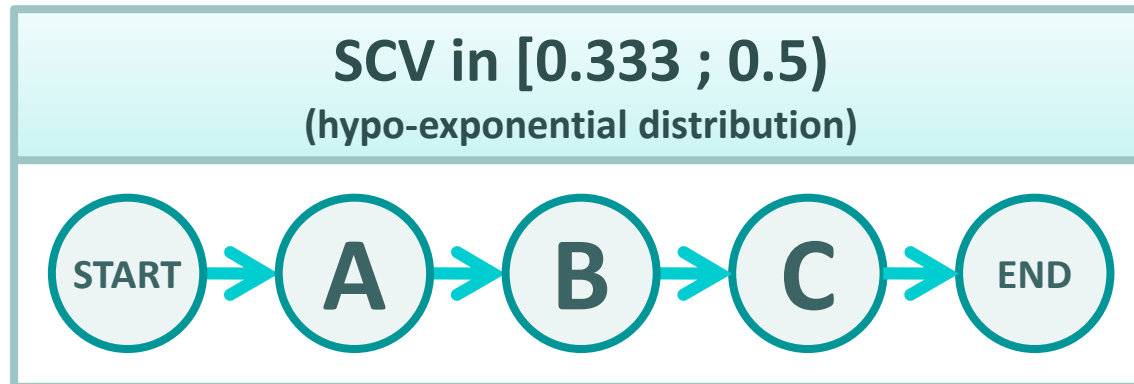 SCV in [0.333 ; 0.5)
(hypo-exponential distribution)
START A B C END